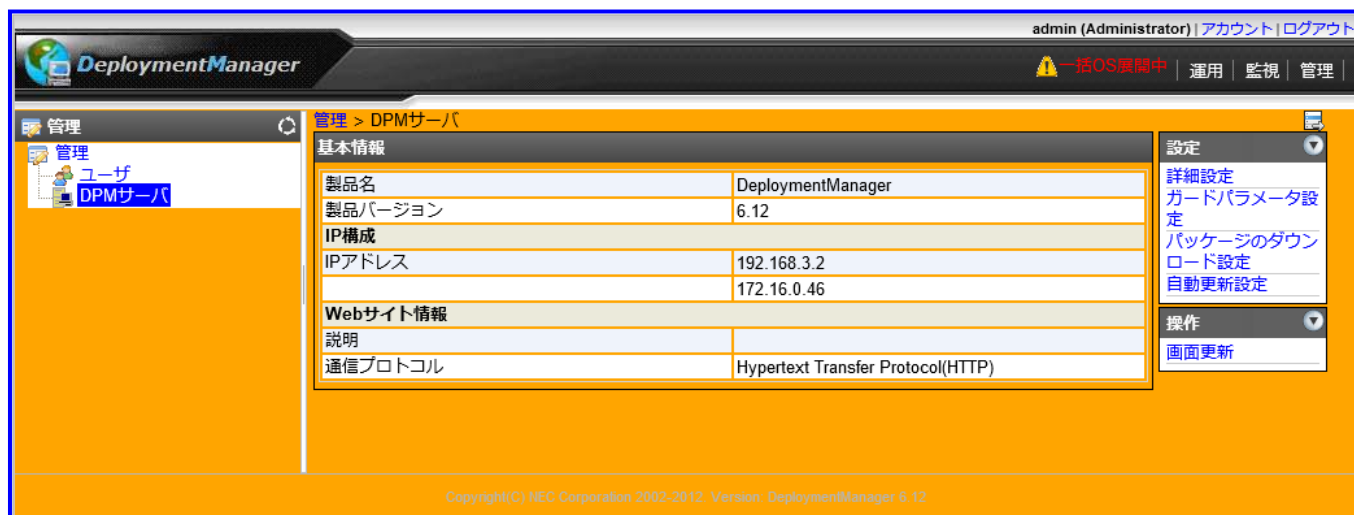 admin (Administrator) | アカウント | ログアウト
DeploymentManager
一括OS展開中 | 運用 | 監視 | 管理 |
管理
管理
ユーザ
DPMサーバ
管理 > DPMサーバ
基本情報
製品名 DeploymentManager
製品バージョン 6.12
IP構成
IPアドレス 192.168.3.2
172.16.0.46
Webサイト情報
説明
通信プロトコル Hypertext Transfer Protocol(HTTP)
設定
詳細設定
ガードパラメータ設
定
パッケージのダウン
ロード設定
自動更新設定
操作
画面更新
Copyright(C) NEC Corporation 2002-2012. Version: DeploymentManager 6.12